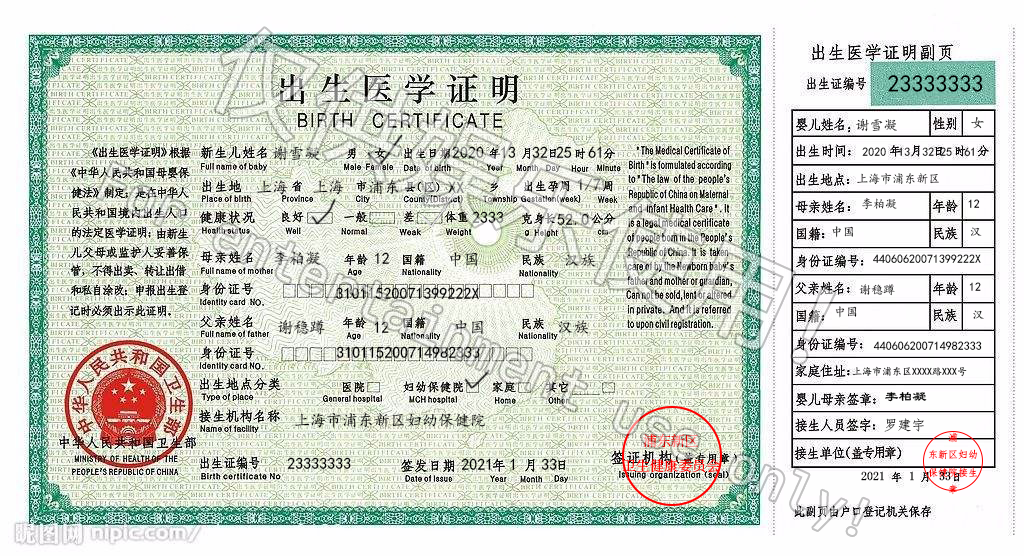 出生医学证明
BIRTH CERTIFICATE
《出生医学证明》根据
《中华人民共和国母婴保
健法》制定,是在中华人
民共和国境内出生人口
的法定医学证明;由新生
儿父母或监护人妥善保
管,不得出卖、转让出借
和私自涂改;申报出生登
记时必须出示此证明。
中华人民共和国卫生部
中华人民共和国卫生部
MINISTRY OF HEALTH THE
PEOPLE'S REPUBLIC OF CHINA
新生儿姓名 谢雪凝 男 女 出生日期2020 年 13 月 32 日 25 时 61 分
Full name of baby Male Female Date of birth Year Month Day Hour Minute
出生地 上海 省 上海 市 浦东 县(区) XX 乡 出生孕周 1/7 周
Place of birth Province City County(District) Township Gestation(week) Week
健康状况 良好 一般 差 体重 2333 克 身长 52.0 公分
Health status Well Normal Weak Weight g Height cm
母亲姓名 李柏凝 年龄 12 国籍 中国 民族 汉族
Full name of mother Age Nationality Nationality
身份证号 31011520071399222X
Identity card NO.
父亲姓名 谢稳蹲 年龄 12 国籍 中国 民族 汉族
Full name of father Age Nationality Nationality
身份证号 310115200714982333
Identity card NO.
出生地点分类 医院 妇幼保健院 家庭 其它
Type of place General hospital MCH hospital Home Other
接生机构名称 上海市浦东新区妇幼保健院
Name of facility
出生证编号 23333333 签发日期 2021 年 1 月 33 日
Birth certificate No Date of issue Year Month Day
签证机构(盖专用章)
Issuing organization (seal)
浦东新区
卫生健康委员会
"The Medical Certificate of
Birth" is formulated according
to "The law of the people's
Republic of China on Maternal
and Infant Health Care". It
is a legal medical certificate
of people born in the People's
Republic of China. It is taken
care of by the Newborn baby's
father and mother or guardian,
Can not be sold, lent or altered
in private. And it is referred
to upon civil registration.
出生医学证明副页
出生证编号 23333333
婴儿姓名: 谢雪凝 性别 女
出生时间: 2020 年 13 月 32 日 25 时 61 分
出生地点: 上海市浦东新区
母亲姓名: 李柏凝 年龄 12
国籍: 中国 民族 汉
身份证编号: 44060620071399222X
父亲姓名: 谢稳蹲 年龄 12
国籍: 中国 民族 汉
身份证编号: 440606200714982333
家庭住址: 上海市浦东区XXXX路XXX号
婴儿母亲签章: 李柏凝
接生人员签字: 罗建宇
接生单位(盖专用章)
浦
东新区妇幼
保健院接生
章
2021 年 1 月 33 日
此副页由户口登记机关保存
仅供娱乐使用!
entertainment use only!
昵图网 nipic.com